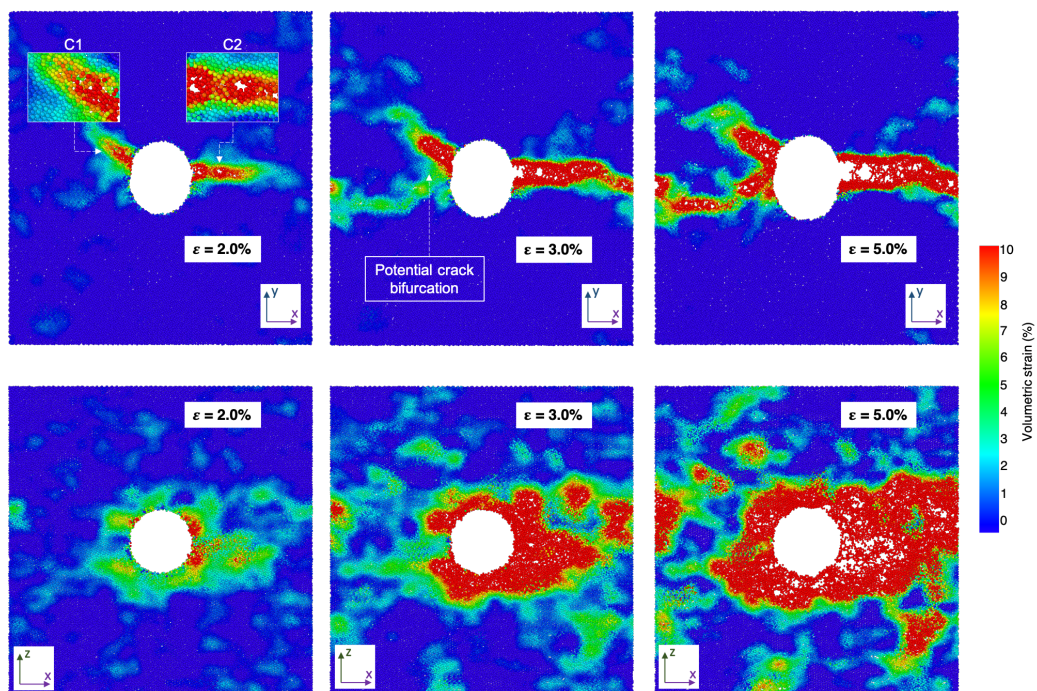 C1
C2
ε = 2.0%
ε = 3.0%
ε = 5.0%
Potential crack
bifurcation
y
x
y
x
y
x
ε = 2.0%
ε = 3.0%
ε = 5.0%
z
x
z
x
z
x
10
9
8
7
6
5
4
3
2
1
0
Volumetric strain (%)